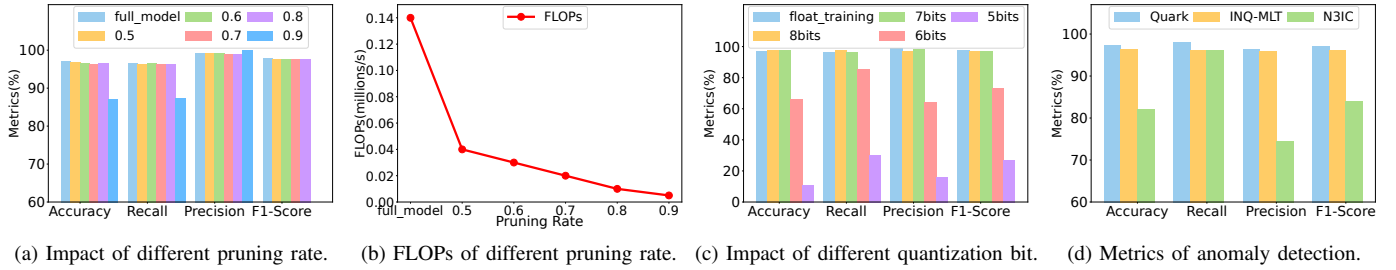 full_model
0.5
0.6
0.7
0.8
0.9
Metrics(%)
100
90
80
70
60
Accuracy Recall Precision F1-Score
(a) Impact of different pruning rate.
FLOPs
FLOPs(millions/s)
0.14
0.12
0.10
0.08
0.06
0.04
0.02
0.00
full_model 0.5 0.6 0.7 0.8 0.9
Pruning Rate
(b) FLOPs of different pruning rate.
float_training
8bits
7bits
6bits
5bits
Metrics(%)
100
80
60
40
20
0
Accuracy Recall Precision F1-Score
(c) Impact of different quantization bit.
Quark INQ-MLT N3IC
Metrics(%)
100
90
80
70
60
Accuracy Recall Precision F1-Score
(d) Metrics of anomaly detection.